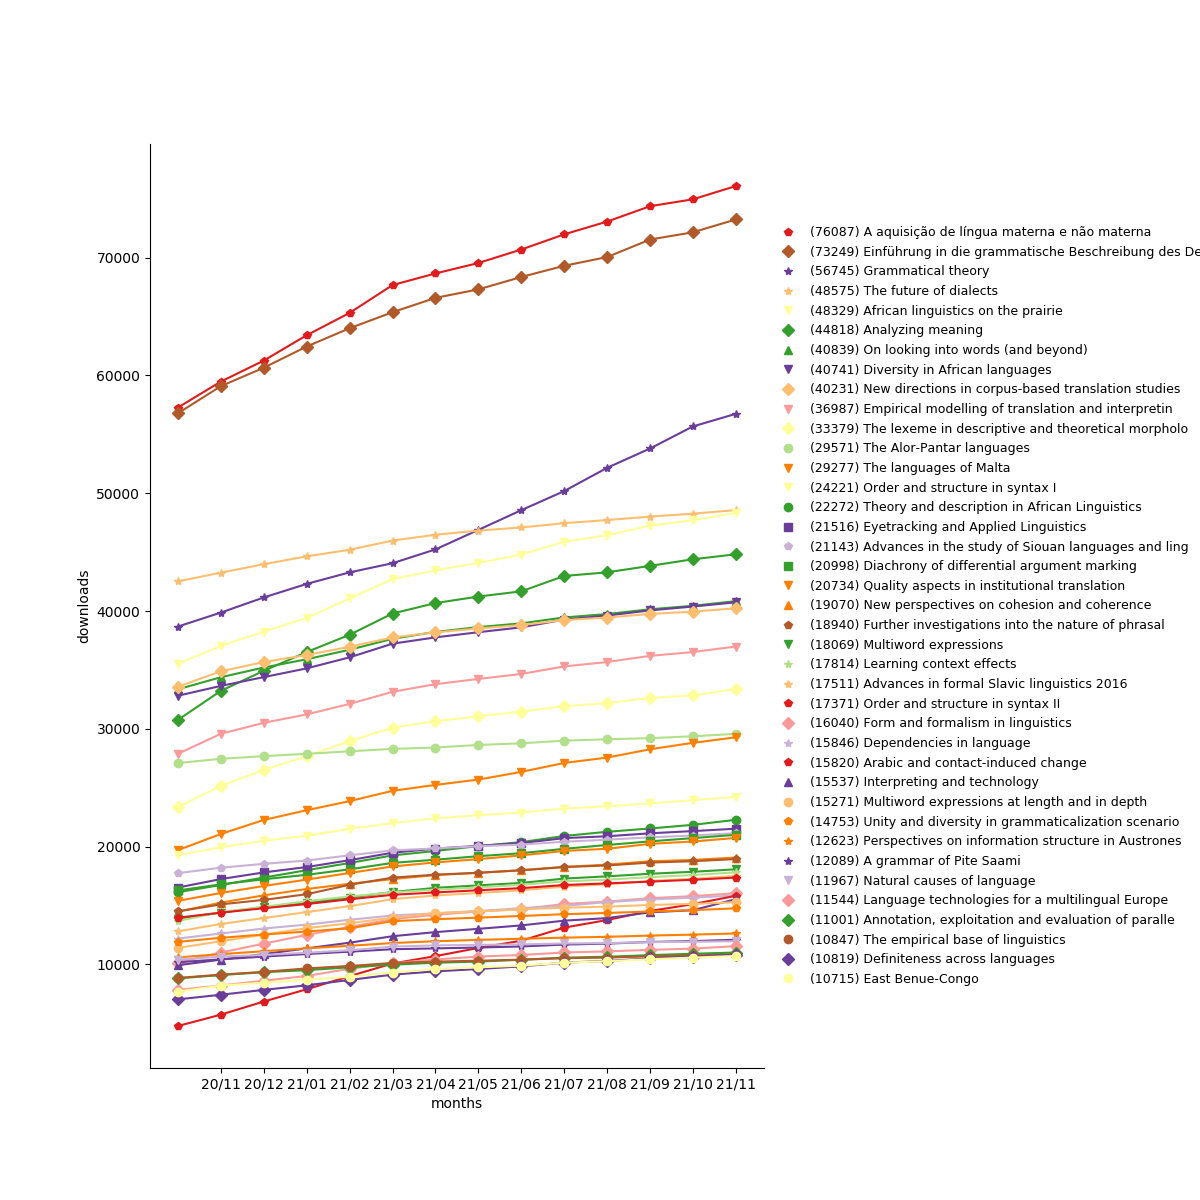 70000
60000
50000
40000
30000
20000
10000
downloads
20/11 20/12 21/01 21/02 21/03 21/04 21/05 21/06 21/07 21/08 21/09 21/10 21/11
months
(76087) A aquisição de língua materna e não materna
(73249) Einführung in die grammatische Beschreibung des De
(56745) Grammatical theory
(48575) The future of dialects
(48329) African linguistics on the prairie
(44818) Analyzing meaning
(40839) On looking into words (and beyond)
(40741) Diversity in African languages
(40231) New directions in corpus-based translation studies
(36987) Empirical modelling of translation and interpretin
(33379) The lexeme in descriptive and theoretical morpholo
(29571) The Alor-Pantar languages
(29277) The languages of Malta
(24221) Order and structure in syntax I
(22272) Theory and description in African Linguistics
(21516) Eyetracking and Applied Linguistics
(21143) Advances in the study of Siouan languages and ling
(20998) Diachrony of differential argument marking
(20734) Quality aspects in institutional translation
(19070) New perspectives on cohesion and coherence
(18940) Further investigations into the nature of phrasal
(18069) Multiword expressions
(17814) Learning context effects
(17511) Advances in formal Slavic linguistics 2016
(17371) Order and structure in syntax II
(16040) Form and formalism in linguistics
(15846) Dependencies in language
(15820) Arabic and contact-induced change
(15537) Interpreting and technology
(15271) Multiword expressions at length and in depth
(14753) Unity and diversity in grammaticalization scenario
(12623) Perspectives on information structure in Austrones
(12089) A grammar of Pite Saami
(11967) Natural causes of language
(11544) Language technologies for a multilingual Europe
(11001) Annotation, exploitation and evaluation of paralle
(10847) The empirical base of linguistics
(10819) Definiteness across languages
(10715) East Benue-Congo